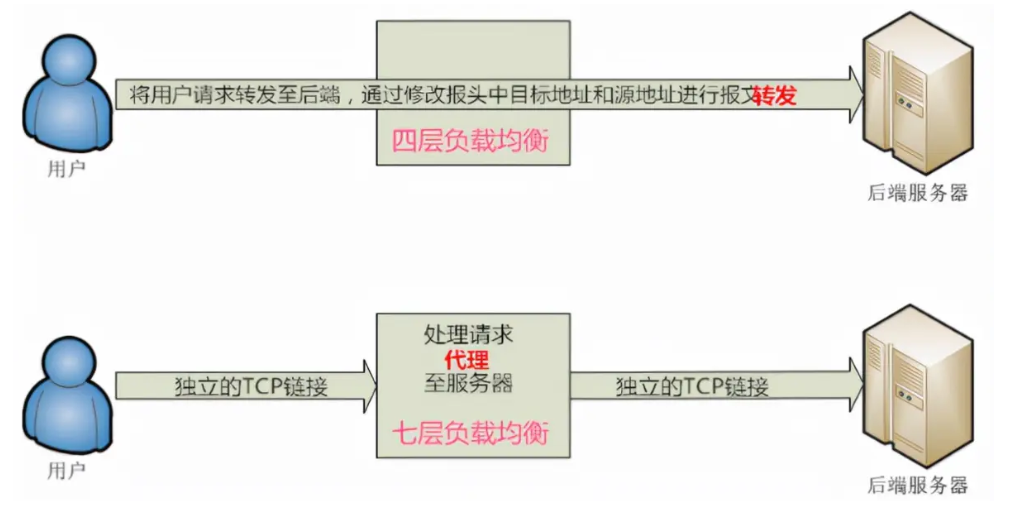 将用户请求转发至后端，通过修改报头中目标地址和源地址进行报文转发
四层负载均衡
用户
后端服务器
处理请求
代理
至服务器
独立的TCP链接
独立的TCP链接
七层负载均衡
用户
后端服务器